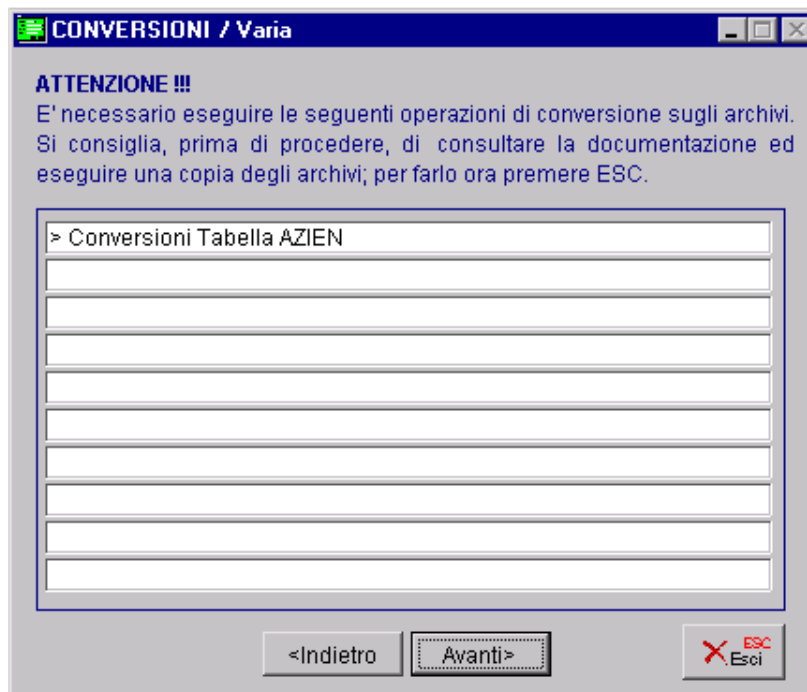 CONVERSIONI / Varia
ATTENZIONE !!!
E' necessario eseguire le seguenti operazioni di conversione sugli archivi.
Si consiglia, prima di procedere, di consultare la documentazione ed
eseguire una copia degli archivi; per farlo ora premere ESC.
> Conversioni Tabella AZIEN
<Indietro
Avanti>
ESC
Esci